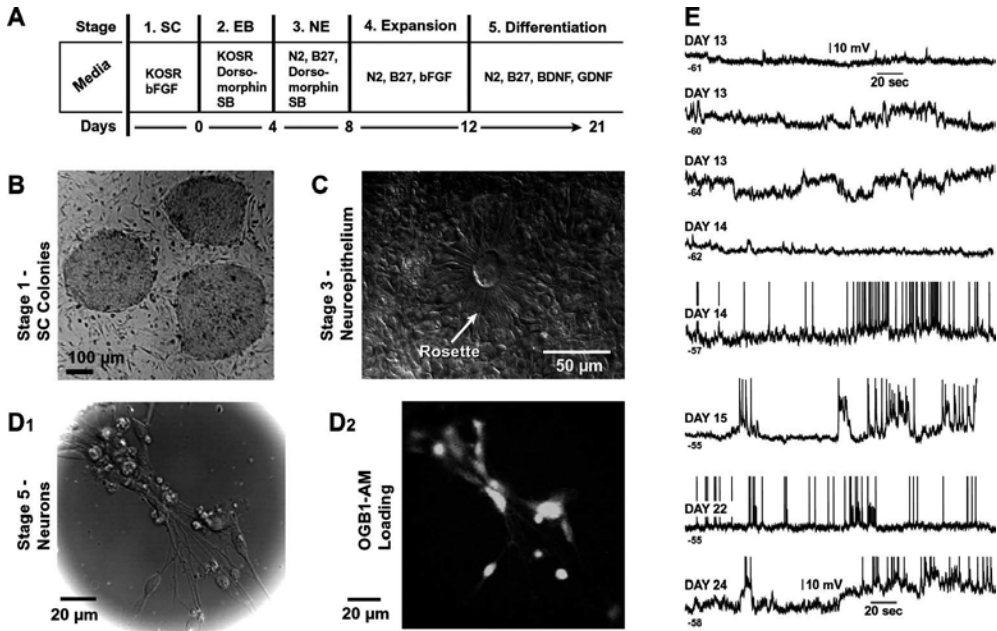 A
Stage
1. SC
2. EB
3. NE
4. Expansion
5. Differentiation
Media
KOSR
bFGF
KOSR
Dorso-
morphin
SB
N2, B27,
Dorso-
morphin
SB
N2, B27, bFGF
N2, B27, BDNF, GDNF
Days
0
4
8
12
21
B
Stage 1 -
SC Colonies
100 µm
C
Stage 3 -
Neuroepithelium
Rosette
50 µm
D1
Stage 5 -
Neurons
20 µm
D2
OGB1-AM
Loading
20 µm
E
DAY 13
10 mV
-61
20 sec
DAY 13
-60
DAY 13
-64
DAY 14
-62
DAY 14
-57
DAY 15
-55
DAY 22
-55
DAY 24
10 mV
20 sec
-58